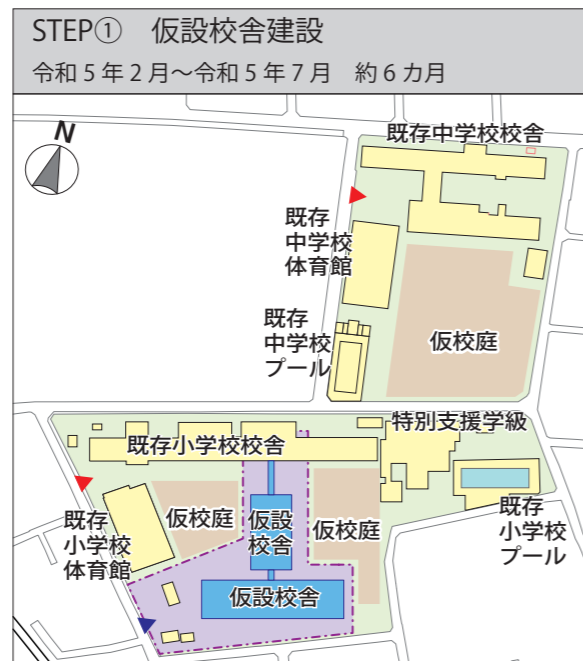 STEP① 仮設校舎建設
令和5年2月～令和5年7月 約6カ月
N
既存中学校校舎
既存
中学校
体育館
既存
中学校
プール
仮校庭
特別支援学級
既存小学校校舎
仮校庭
仮設
校舎
仮校庭
既存
小学校
体育館
既存
小学校
プール
仮設校舎